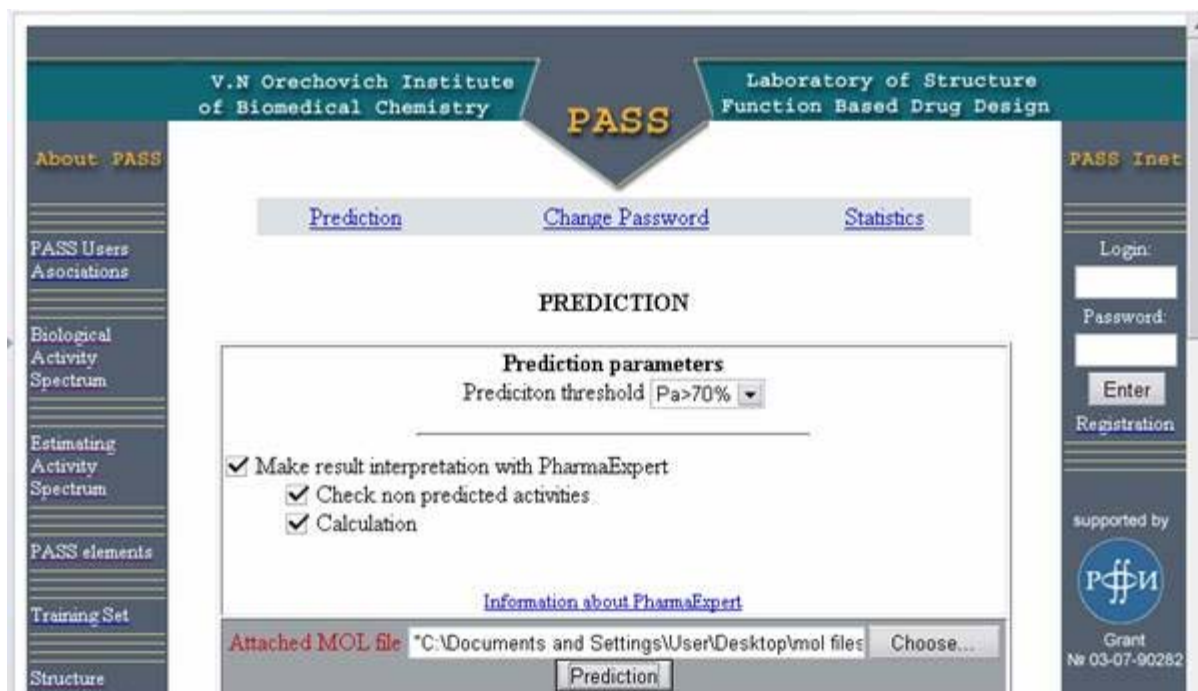 V.N Orechovich Institute
of Biomedical Chemistry
PASS
Laboratory of Structure
Function Based Drug Design
About PASS
PASS Users
Asociations
Biological
Activity
Spectrum
Estimating
Activity
Spectrum
PASS elements
Training Set
Structure
Prediction
Change Password
Statistics
PREDICTION
Prediction parameters
Prediciton threshold Pa>70%
Make result interpretation with PharmaExpert
Check non predicted activities
Calculation
Information about PharmaExpert
Attached MOL file "C:\Documents and Settings\User\Desktop\mol files Choose...
Prediction
PASS Inet
Login:
Password:
Enter
Registration
supported by
РФФИ
Grant
№ 03-07-90282